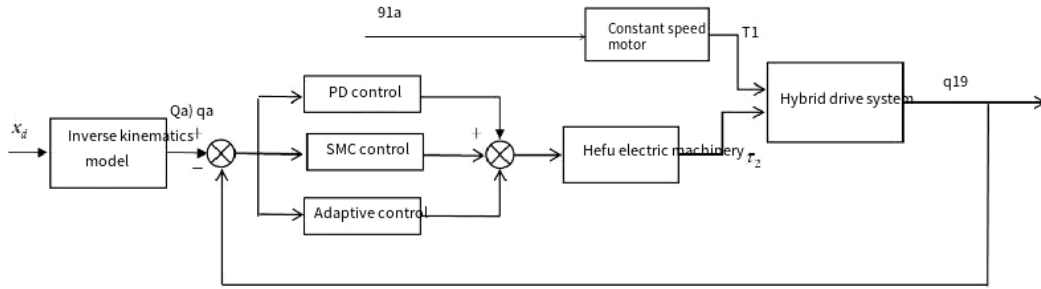 91a
Constant speed
motor
T1
Qa) qa
PD control
Hybrid drive system
q19
x_d
Inverse kinematics
model
+
−
SMC control
+
Hefu electric machinery
τ_2
Adaptive control